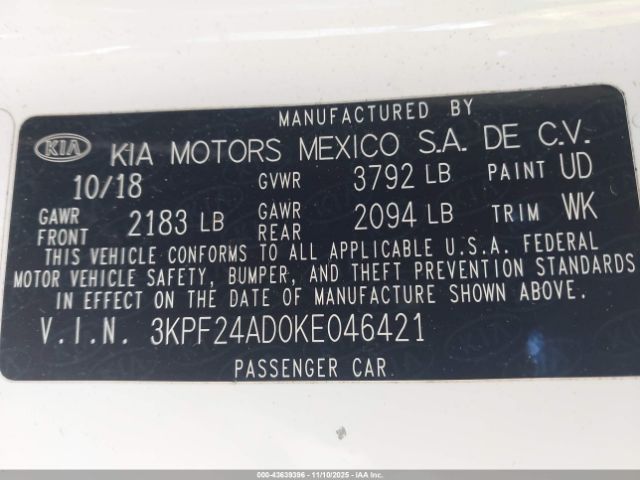 MANUFACTURED BY
KIA KIA MOTORS MEXICO S.A. DE C.V.
10/18 GVWR 3792 LB PAINT UD
GAWR FRONT 2183 LB GAWR REAR 2094 LB TRIM WK
THIS VEHICLE CONFORMS TO ALL APPLICABLE U.S.A. FEDERAL
MOTOR VEHICLE SAFETY, BUMPER, AND THEFT PREVENTION STANDARDS
IN EFFECT ON THE DATE OF MANUFACTURE SHOWN ABOVE.
V.I.N. 3KPF24AD0KE046421
PASSENGER CAR
000-43639396 - 11/10/2025 - IAAI.COM